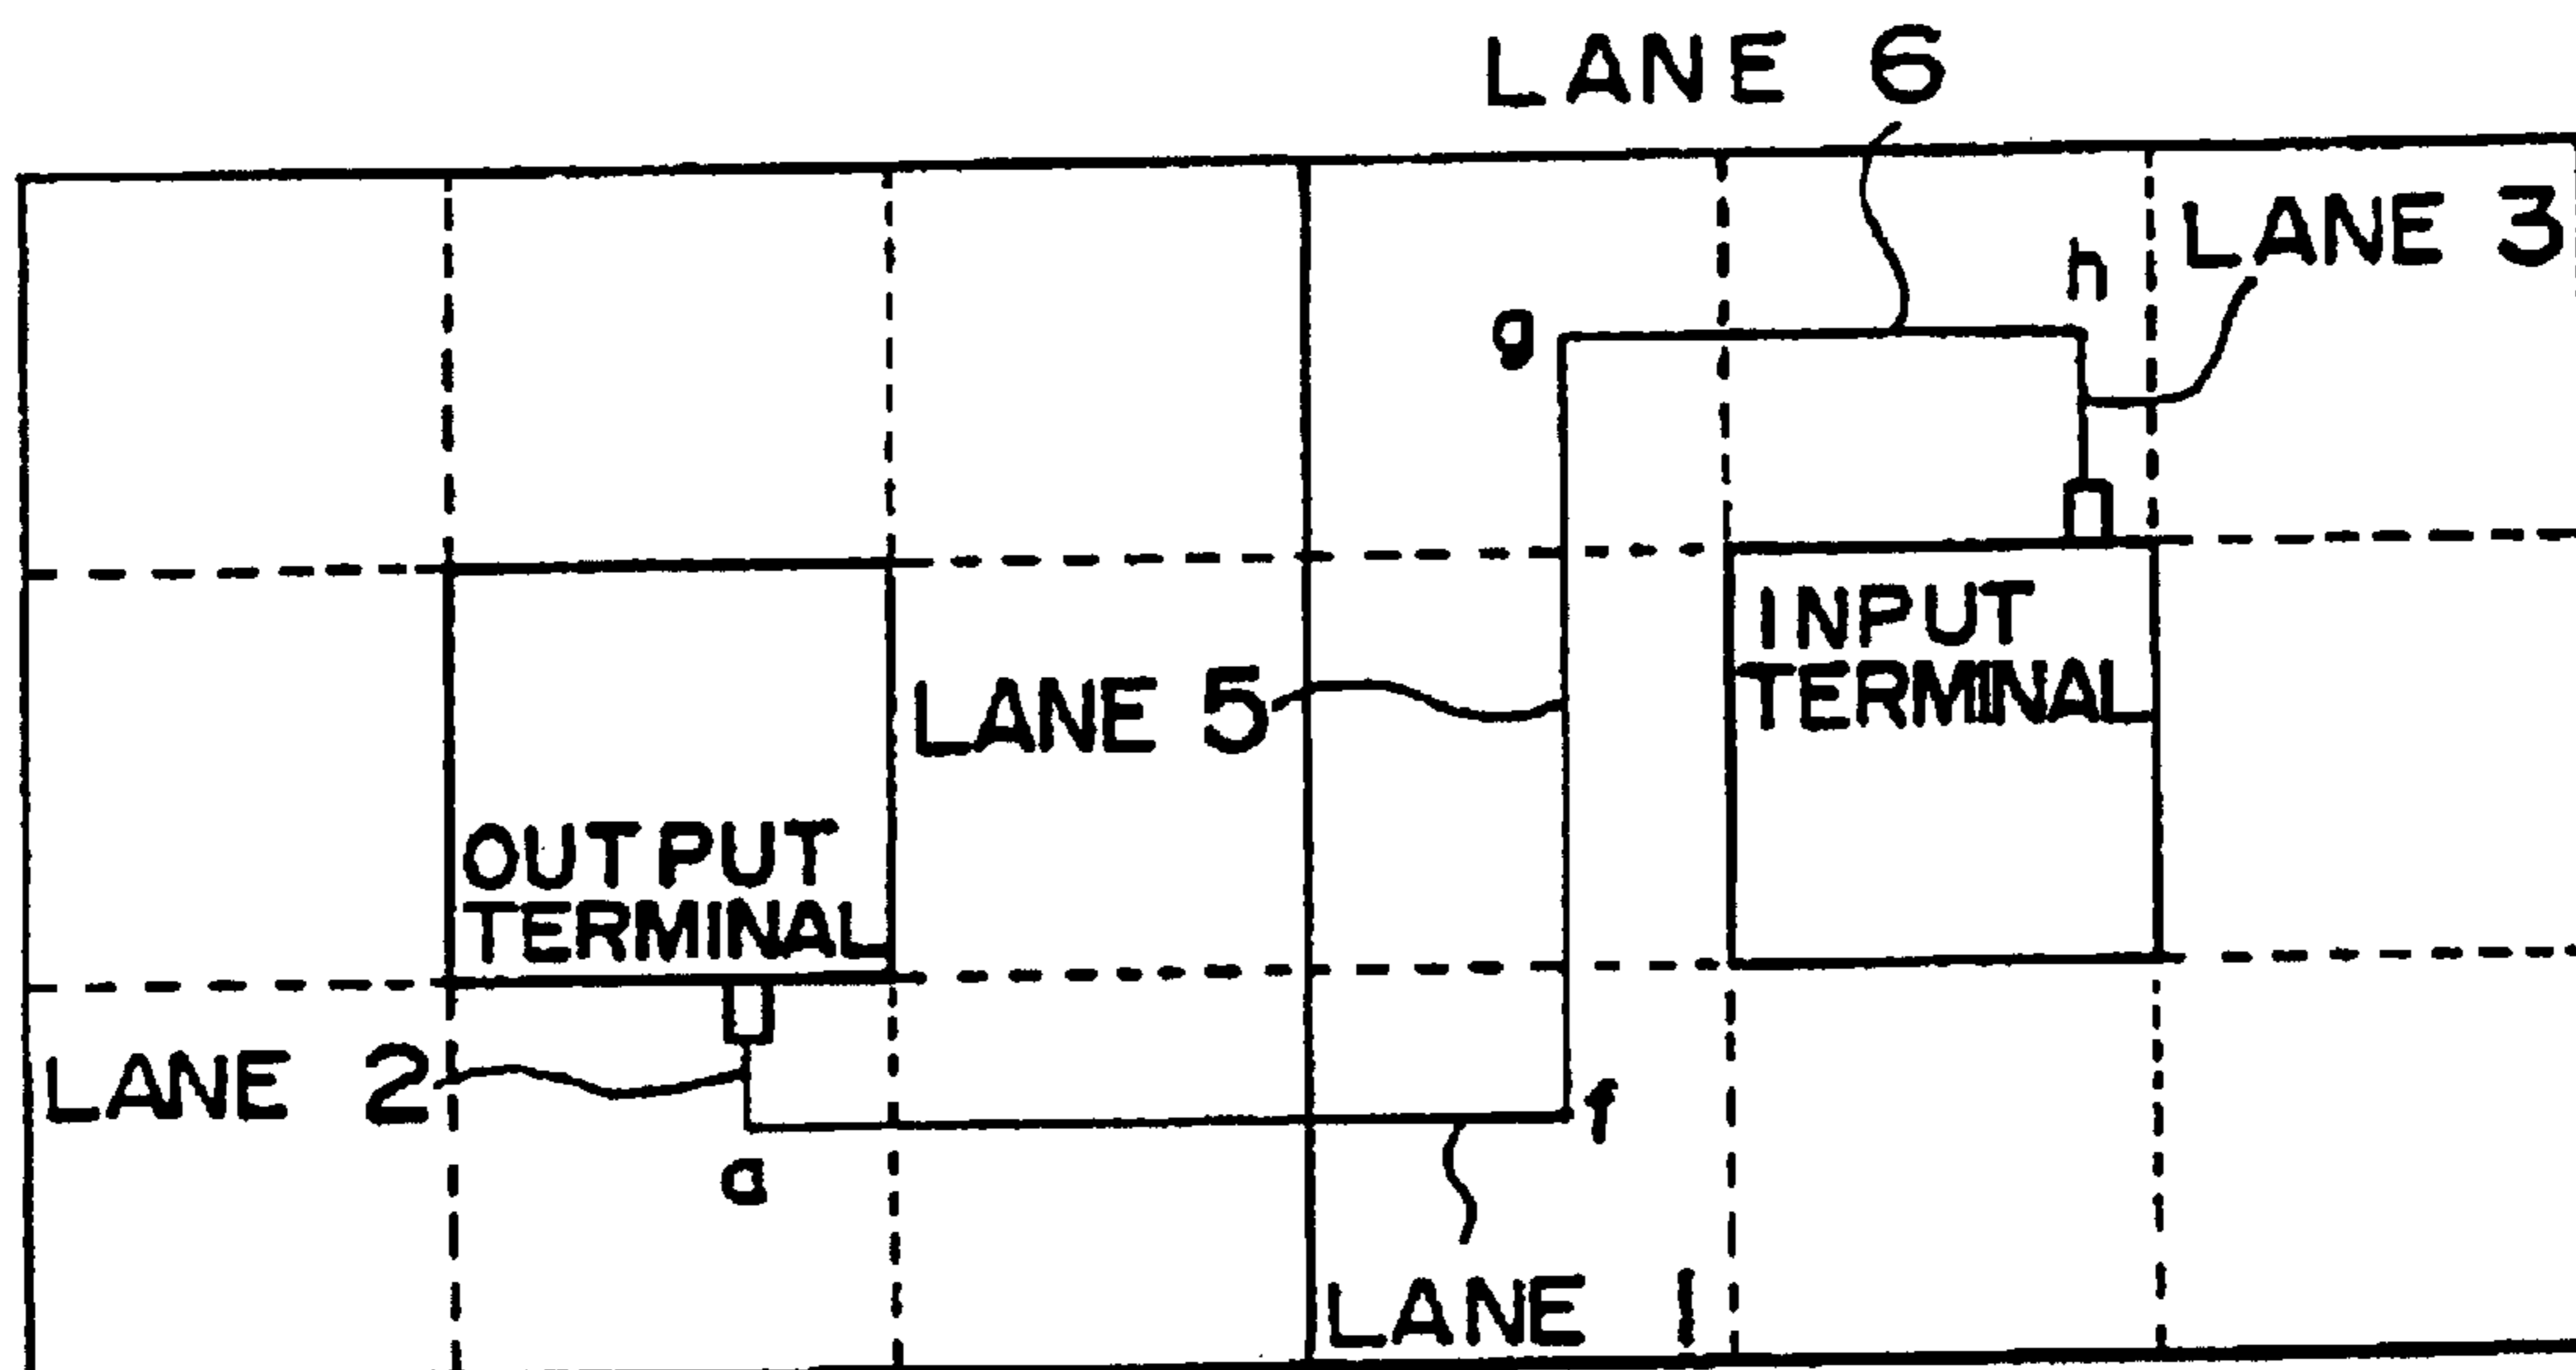 LANE 6
LANE 3
h
g
INPUT
TERMINAL
LANE 5
OUTPUT
TERMINAL
LANE 2
f
a
LANE 1